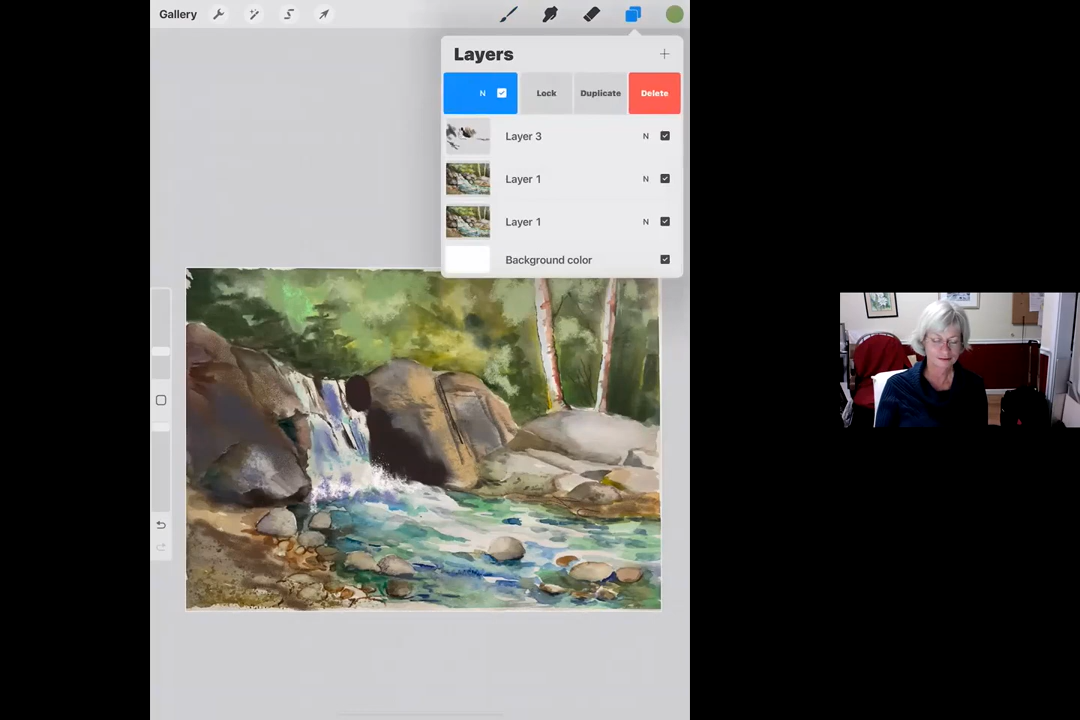 Gallery
Layers
N Lock Duplicate Delete
Layer 3 N
Layer 1 N
Layer 1 N
Background color